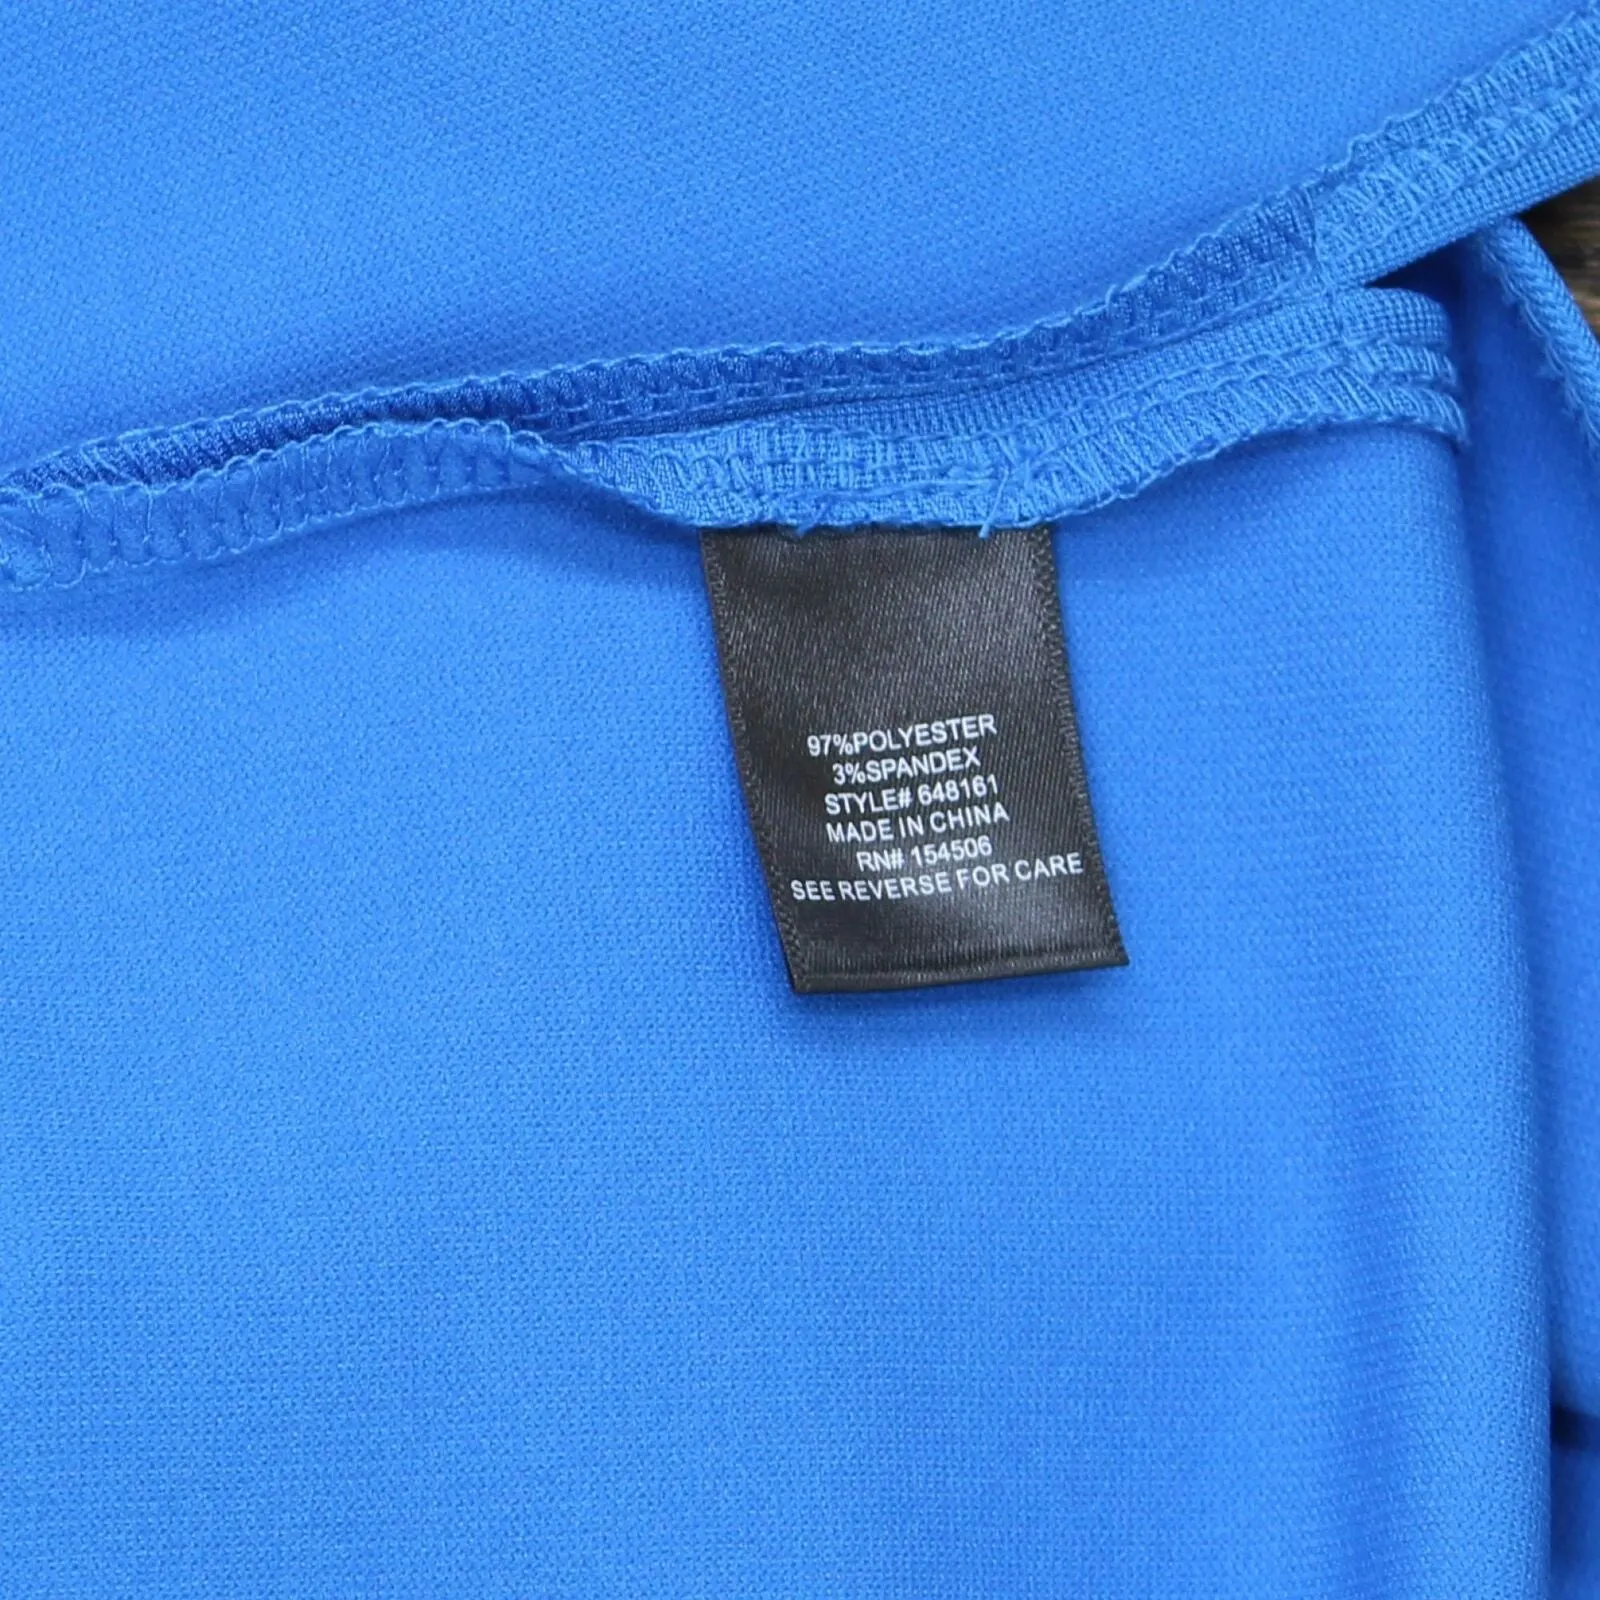 97%POLYESTER
3%SPANDEX
STYLE# 648161
MADE IN CHINA
RN# 154506
SEE REVERSE FOR CARE